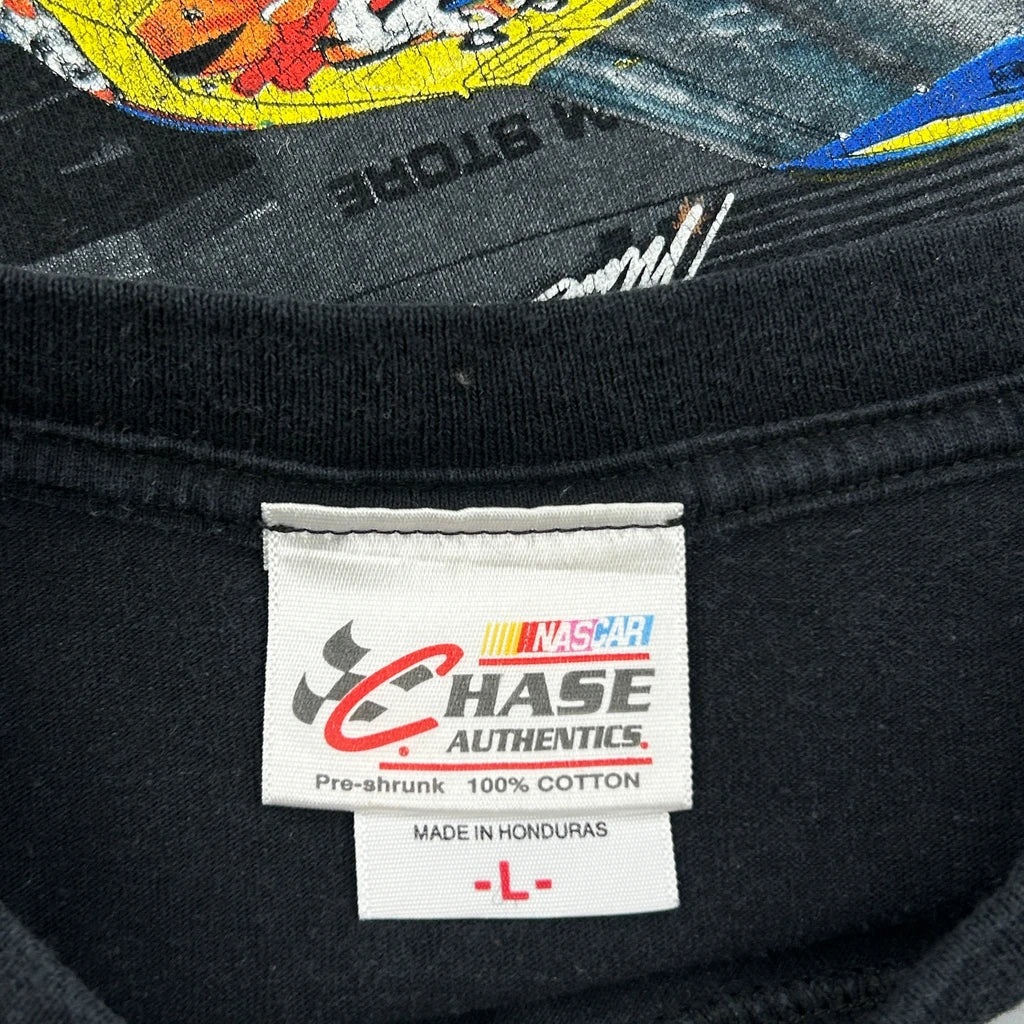 M STORE
NASCAR
CHASE
AUTHENTICS.
Pre-shrunk 100% COTTON
MADE IN HONDURAS
-L-